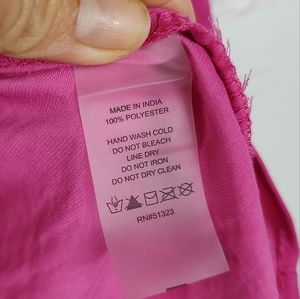 MADE IN INDIA
100% POLYESTER
HAND WASH COLD
DO NOT BLEACH
LINE DRY
DO NOT IRON
DO NOT DRY CLEAN
RN#51323